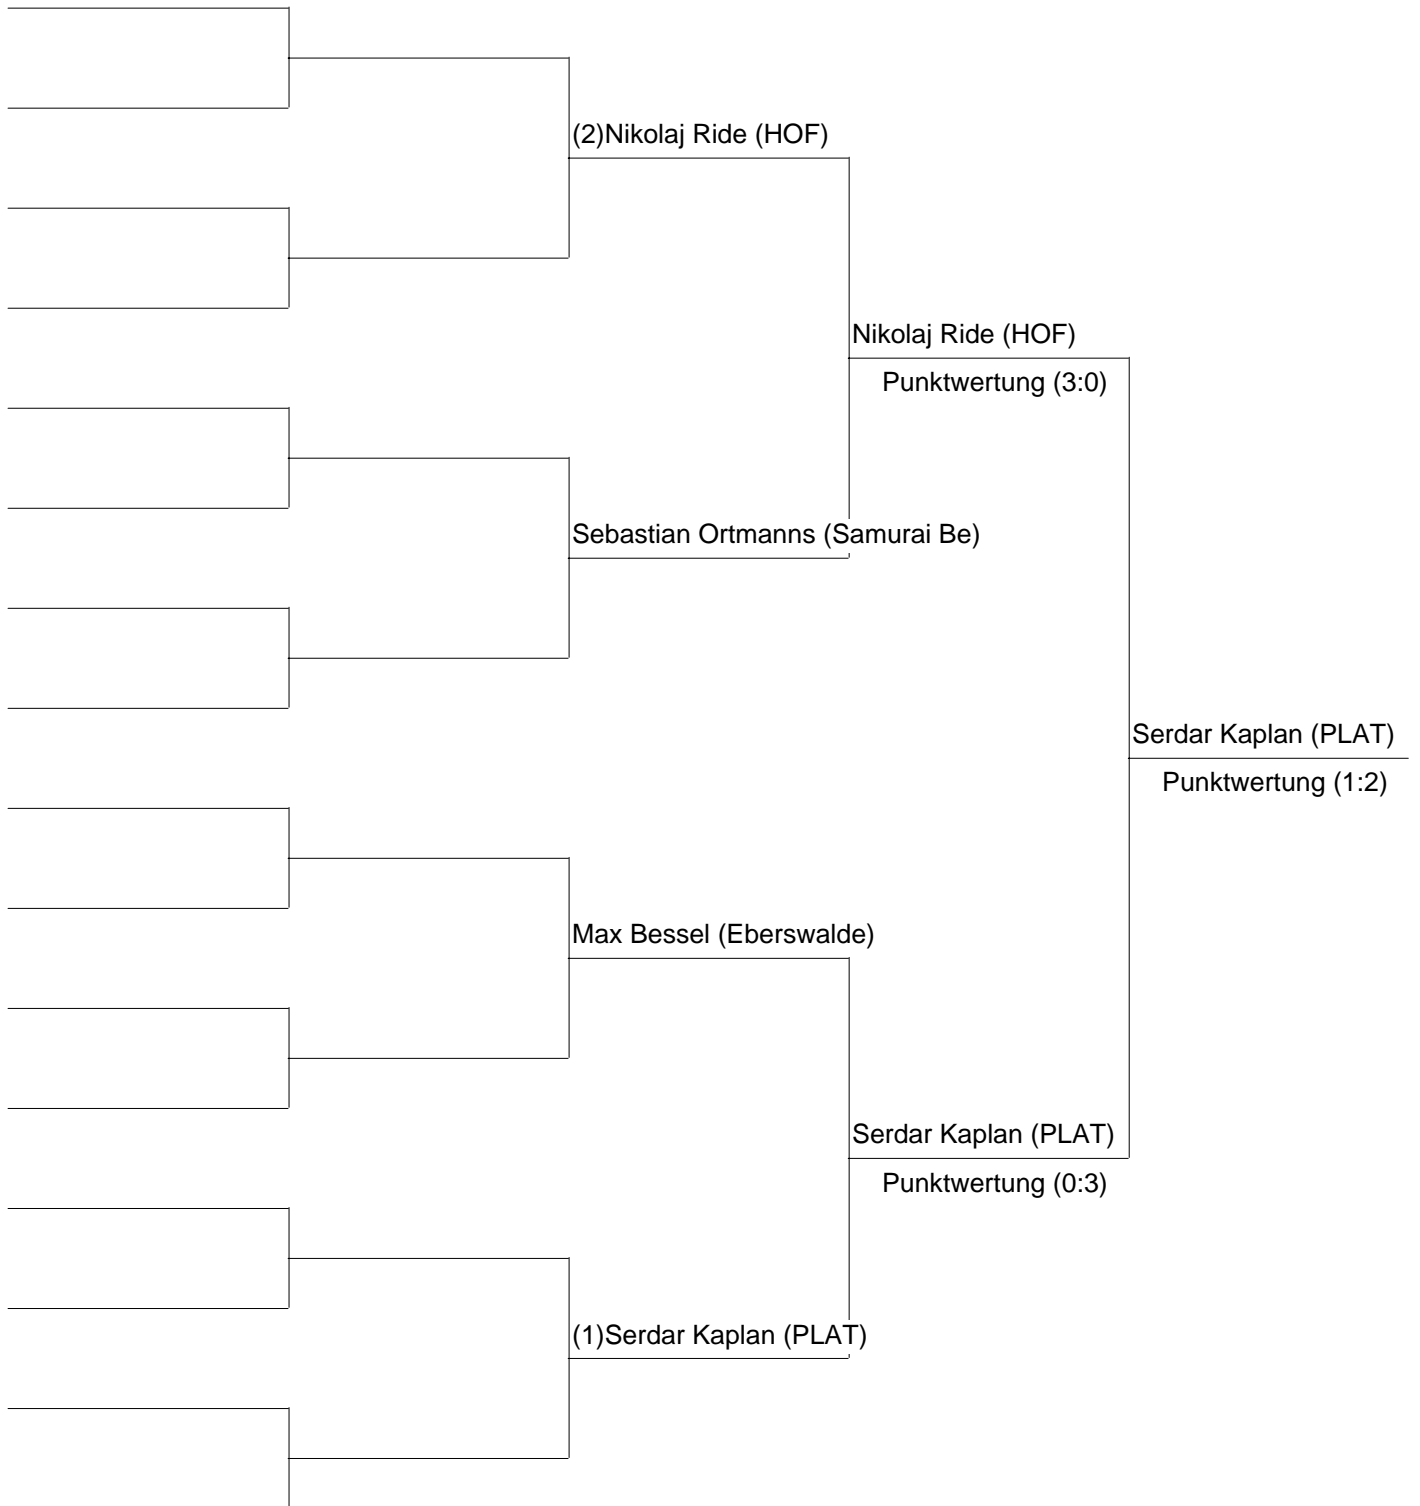 (2)Nikolaj Ride (HOF)
Nikolaj Ride (HOF)
Punktwertung (3:0)
Sebastian Ortmanns (Samurai Be)
Serdar Kaplan (PLAT)
Punktwertung (1:2)
Max Bessel (Eberswalde)
Serdar Kaplan (PLAT)
Punktwertung (0:3)
(1)Serdar Kaplan (PLAT)